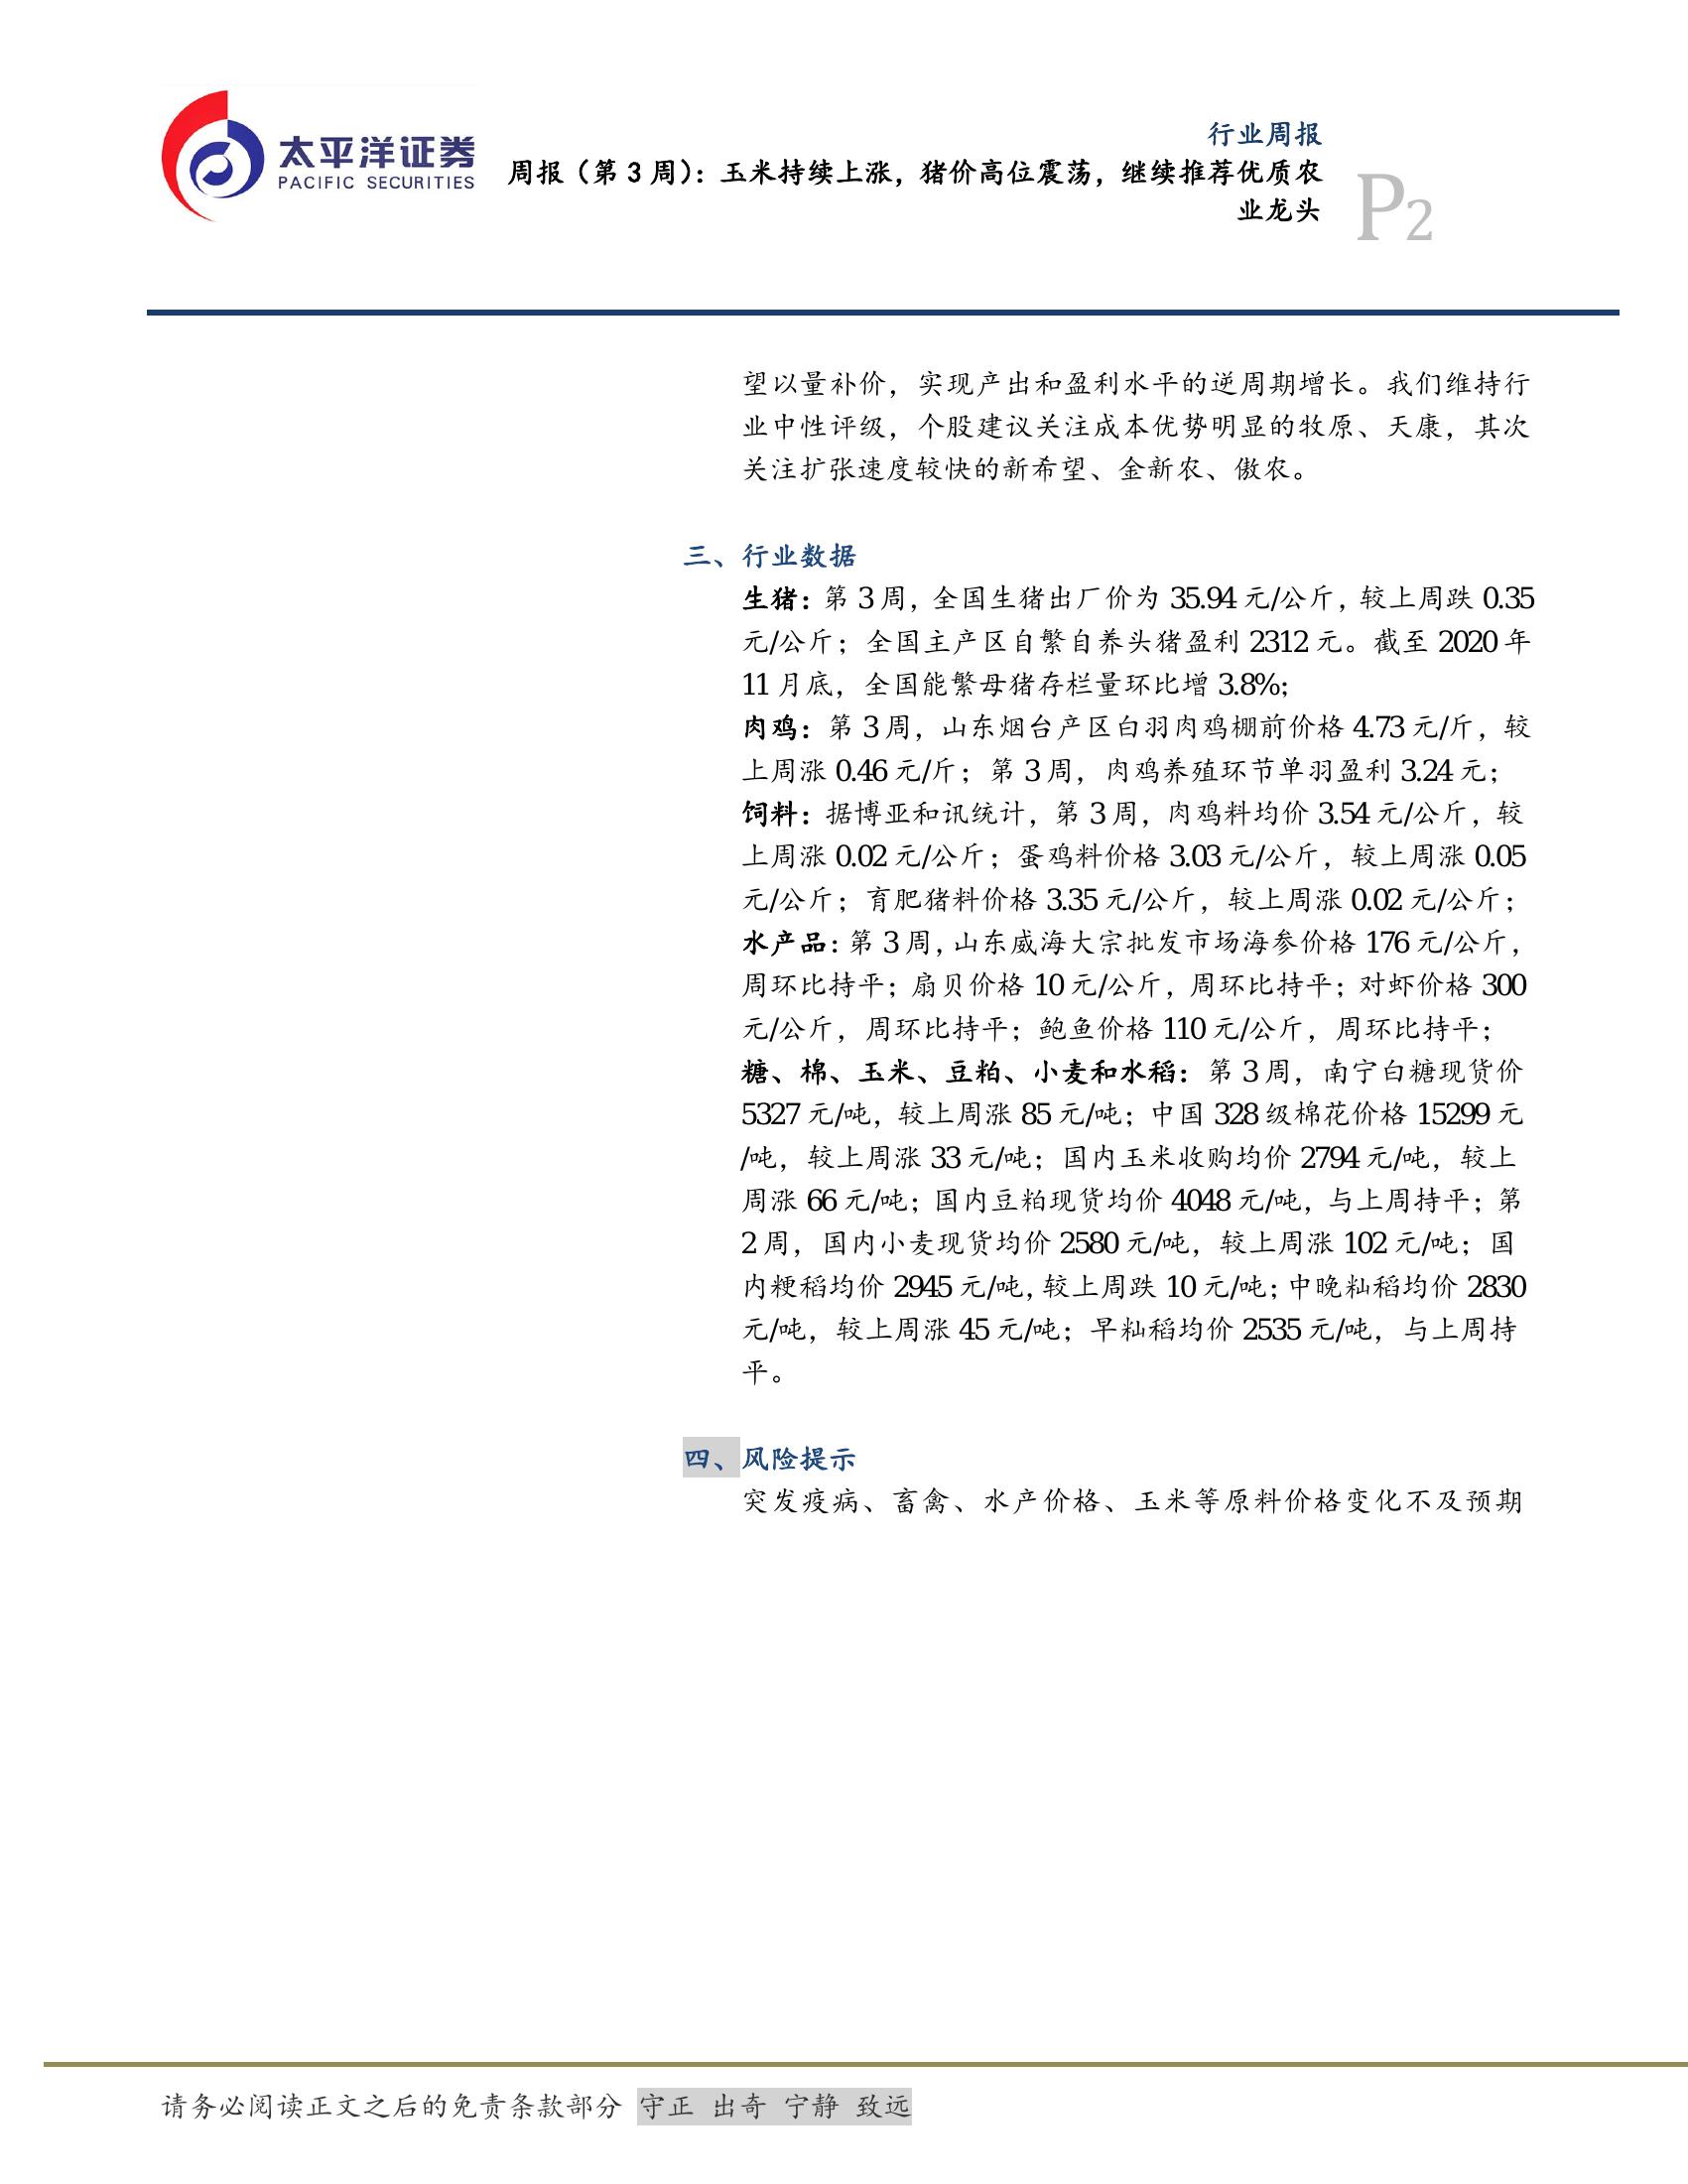 太平洋证券
PACIFIC SECURITIES
行业周报
周报（第 3 周）：玉米持续上涨，猪价高位震荡，继续推荐优质农
业龙头
P2
望以量补价，实现产出和盈利水平的逆周期增长。我们维持行
业中性评级，个股建议关注成本优势明显的牧原、天康，其次
关注扩张速度较快的新希望、金新农、傲农。
三、行业数据
生猪：第 3 周，全国生猪出厂价为 35.94 元/公斤，较上周跌 0.35
元/公斤；全国主产区自繁自养头猪盈利 2312 元。截至 2020 年
11 月底，全国能繁母猪存栏量环比增 3.8%；
肉鸡：第 3 周，山东烟台产区白羽肉鸡棚前价格 4.73 元/斤，较
上周涨 0.46 元/斤；第 3 周，肉鸡养殖环节单羽盈利 3.24 元；
饲料：据博亚和讯统计，第 3 周，肉鸡料均价 3.54 元/公斤，较
上周涨 0.02 元/公斤；蛋鸡料价格 3.03 元/公斤，较上周涨 0.05
元/公斤；育肥猪料价格 3.35 元/公斤，较上周涨 0.02 元/公斤；
水产品：第 3 周，山东威海大宗批发市场海参价格 176 元/公斤，
周环比持平；扇贝价格 10 元/公斤，周环比持平；对虾价格 300
元/公斤，周环比持平；鲍鱼价格 110 元/公斤，周环比持平；
糖、棉、玉米、豆粕、小麦和水稻：第 3 周，南宁白糖现货价
5327 元/吨，较上周涨 85 元/吨；中国 328 级棉花价格 15299 元
/吨，较上周涨 33 元/吨；国内玉米收购均价 2794 元/吨，较上
周涨 66 元/吨；国内豆粕现货均价 4048 元/吨，与上周持平；第
2 周，国内小麦现货均价 2580 元/吨，较上周涨 102 元/吨；国
内粳稻均价 2945 元/吨，较上周跌 10 元/吨；中晚籼稻均价 2830
元/吨，较上周涨 45 元/吨；早籼稻均价 2535 元/吨，与上周持
平。
四、风险提示
突发疫病、畜禽、水产价格、玉米等原料价格变化不及预期
请务必阅读正文之后的免责条款部分 守正 出奇 宁静 致远